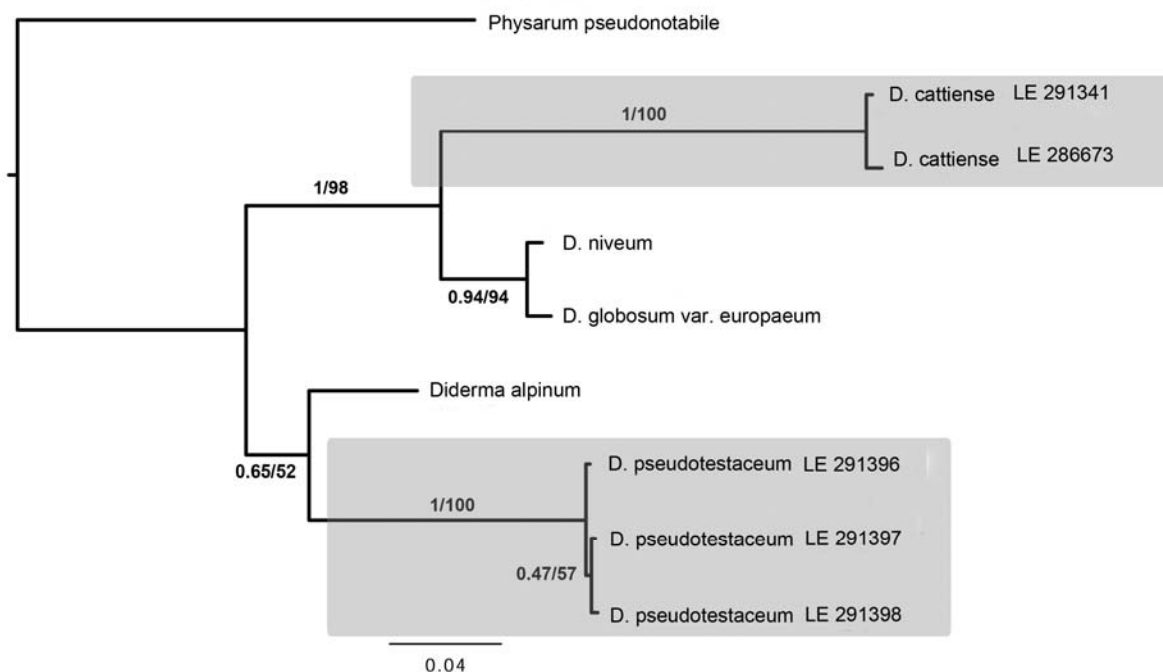 Physarum pseudonotabile
D. cattiense LE 291341
1/100
D. cattiense LE 286673
1/98
D. niveum
0.94/94
D. globosum var. europaeum
Diderma alpinum
D. pseudotestaceum LE 291396
0.65/52
1/100
D. pseudotestaceum LE 291397
0.47/57
D. pseudotestaceum LE 291398
0.04